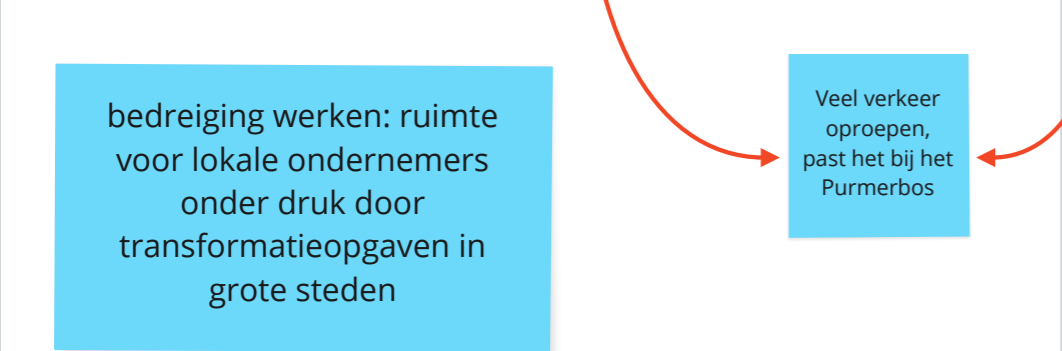 bedreiging werken: ruimte
voor lokale ondernemers
onder druk door
transformatieopgaven in
grote steden
Veel verkeer
oproepen,
past het bij het
Purmerbos